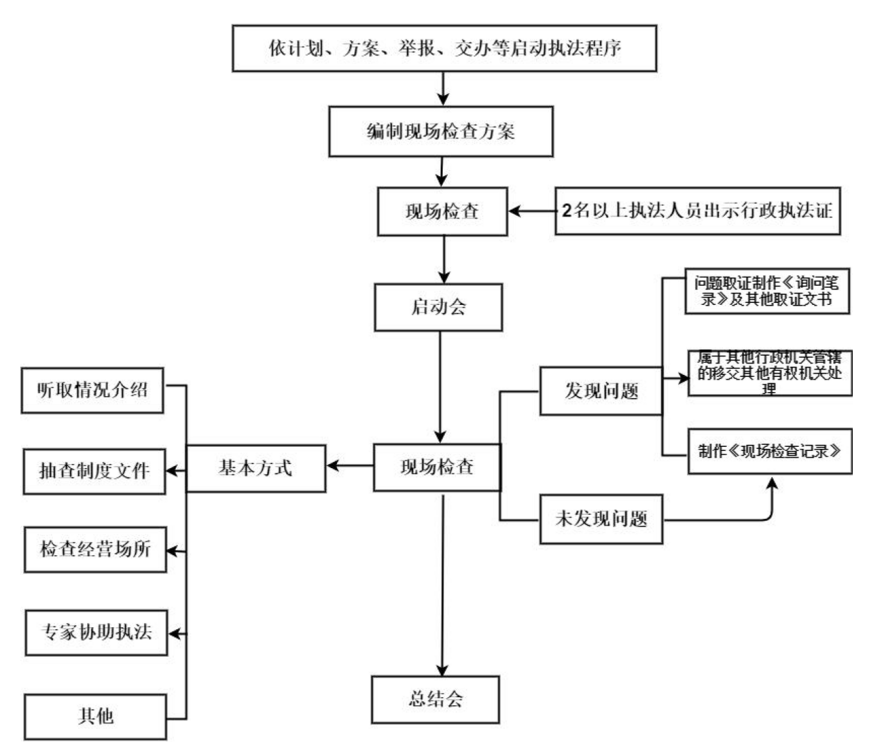 依计划、方案、举报、交办等启动执法程序
编制现场检查方案
现场检查
2名以上执法人员出示行政执法证
启动会
问题取证制作《询问笔
录》及其他取证文书
听取情况介绍
发现问题
属于其他行政机关管辖
的移交其他有权机关处
理
抽查制度文件
基本方式
现场检查
制作《现场检查记录》
检查经营场所
未发现问题
专家协助执法
其他
总结会